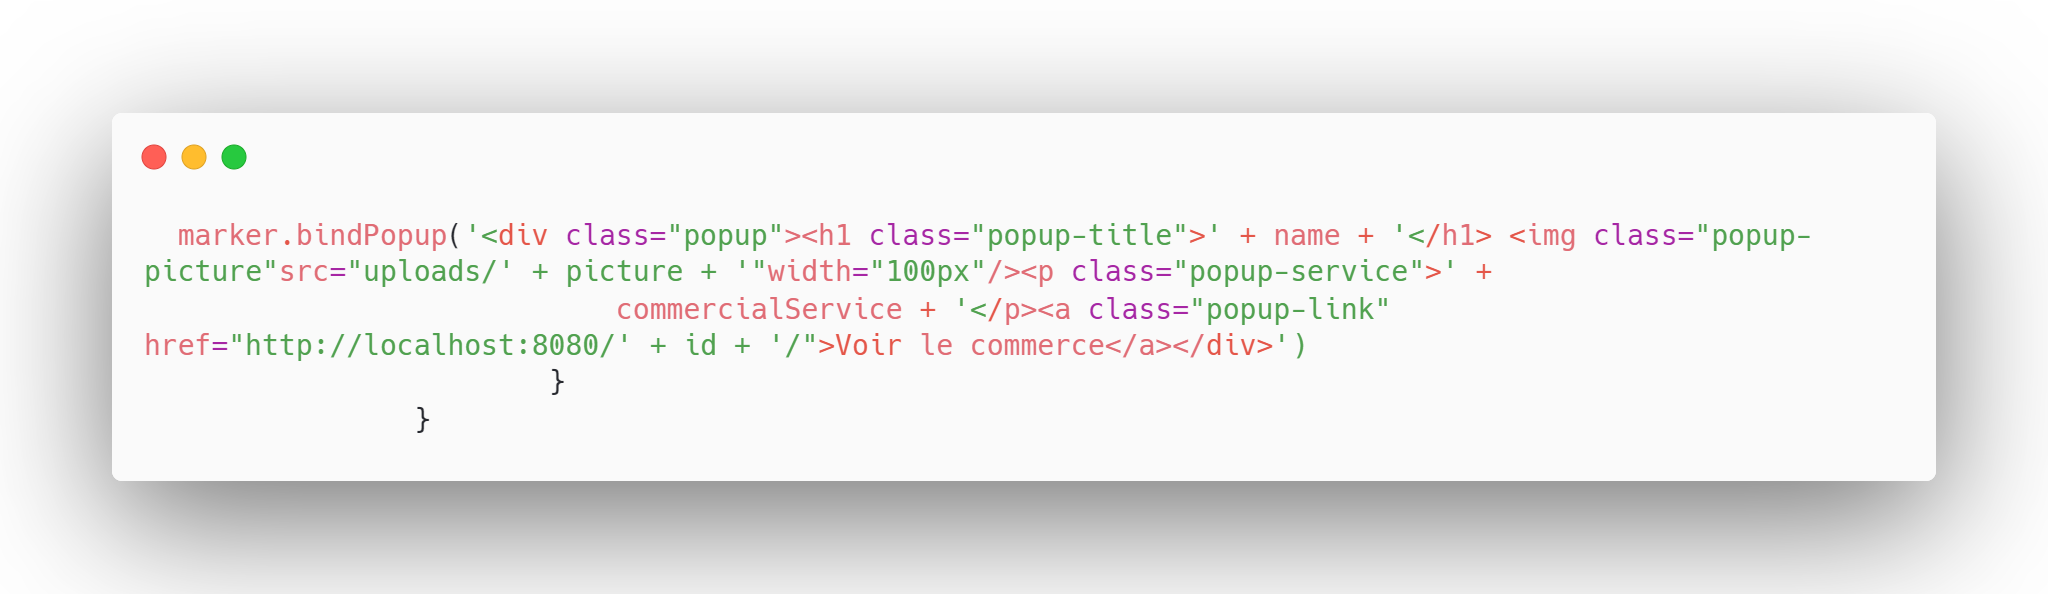 marker.bindPopup('<div class="popup"><h1 class="popup-title">' + name + '</h1> <img class="popup-
picture"src="uploads/' + picture + '"width="100px"/><p class="popup-service">' +
commercialService + '</p><a class="popup-link"
href="http://localhost:8080/' + id + '/">Voir le commerce</a></div>')
}
}